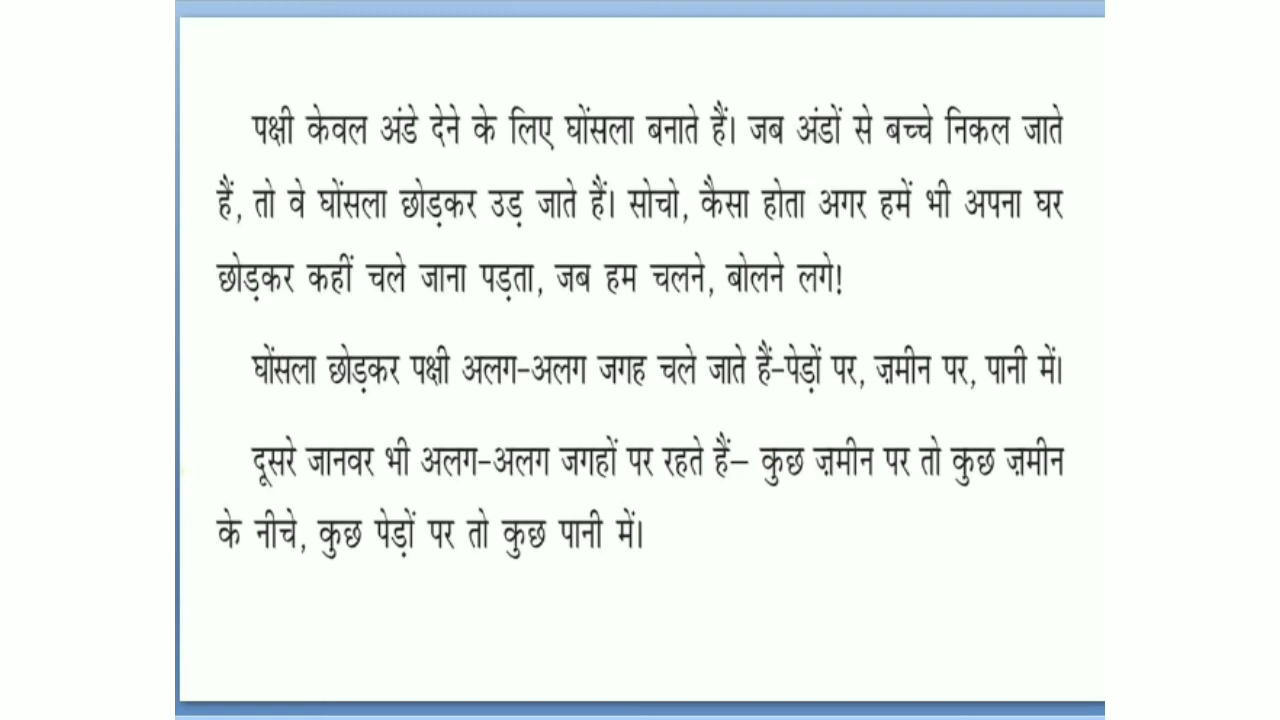 पक्षी केवल अंडे देने के लिए घोंसला बनाते हैं। जब अंडों से बच्चे निकल जाते
हैं, तो वे घोंसला छोड़कर उड़ जाते हैं। सोचो, कैसा होता अगर हमें भी अपना घर
छोड़कर कहीं चले जाना पड़ता, जब हम चलने, बोलने लगे!
घोंसला छोड़कर पक्षी अलग-अलग जगह चले जाते हैं-पेड़ों पर, ज़मीन पर, पानी में।
दूसरे जानवर भी अलग-अलग जगहों पर रहते हैं– कुछ ज़मीन पर तो कुछ ज़मीन
के नीचे, कुछ पेड़ों पर तो कुछ पानी में।